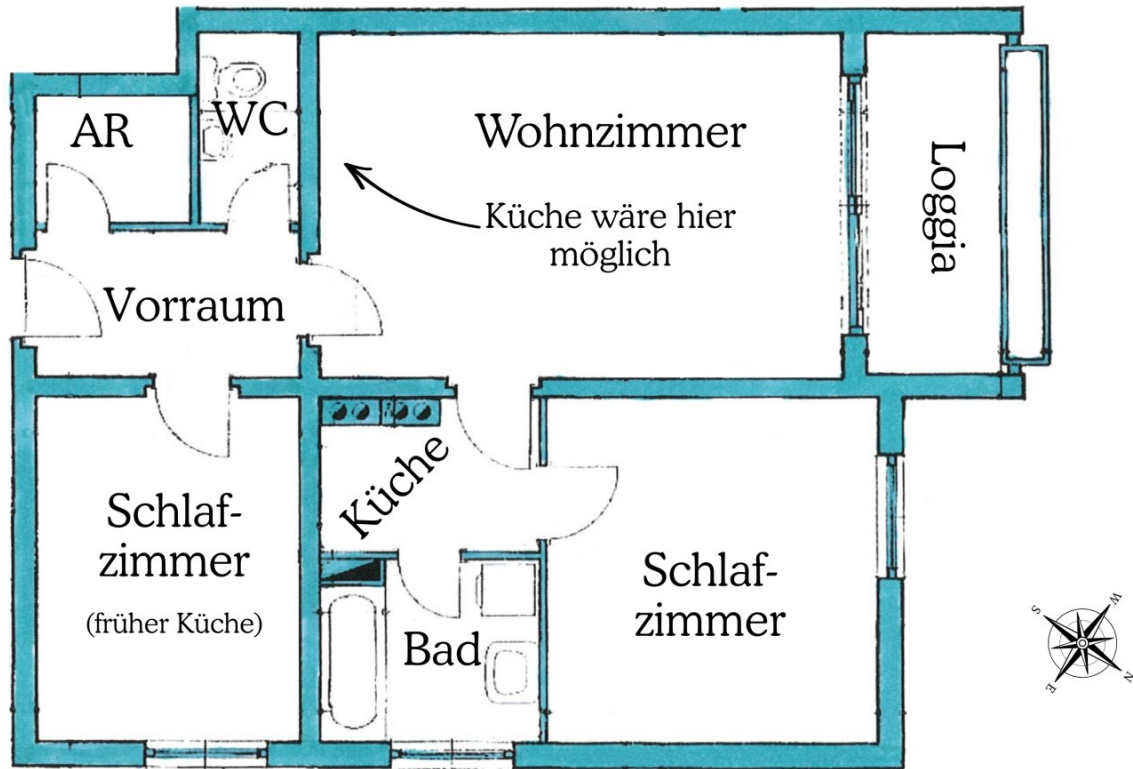 AR
WC
Wohnzimmer
Küche wäre hier
möglich
Loggia
Vorraum
Schlaf-
zimmer
(früher Küche)
Küche
Bad
Schlaf-
zimmer
S
W
E
N